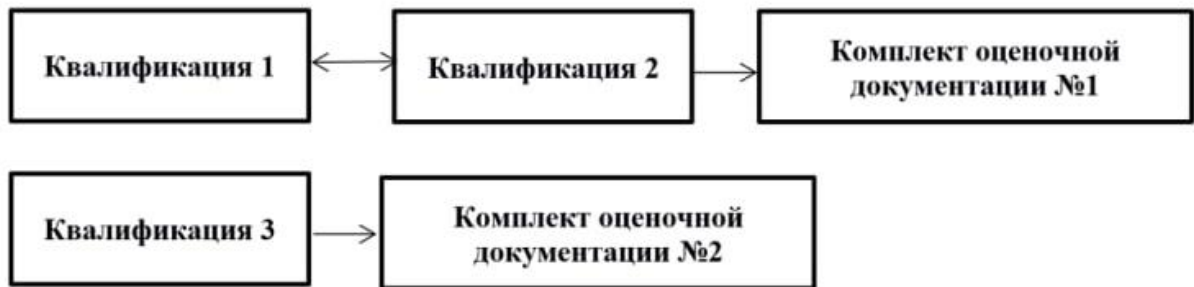 Квалификация 1
Квалификация 2
Комплект оценочной
документации №1
Квалификация 3
Комплект оценочной
документации №2